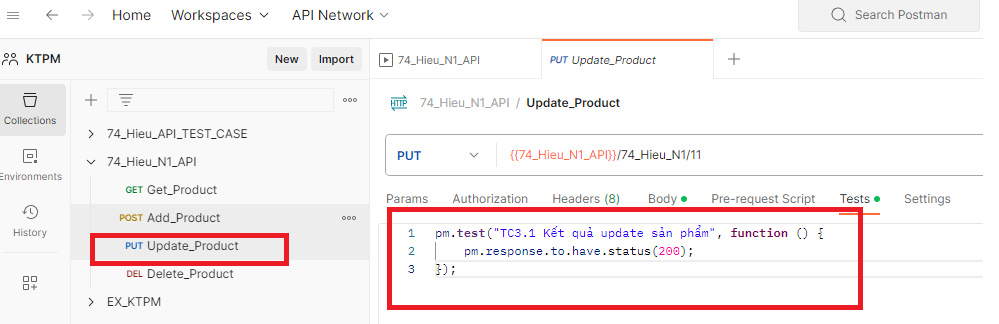 Home
Workspaces
API Network
Search Postman
KTPM
New
Import
Collections
Environments
History
74_Hieu_API_TEST_CASE
74_Hieu_N1_API
GET Get_Product
POST Add_Product
PUT Update_Product
DEL Delete_Product
EX_KTPM
74_Hieu_N1_API
PUT Update_Product
HTTP 74_Hieu_N1_API / Update_Product
PUT {{74_Hieu_N1_API}}/74_Hieu_N1/11
Params Authorization Headers (8) Body Pre-request Script Tests Settings
1 pm.test("TC3.1 Kết quả update sản phẩm", function () {
2 pm.response.to.have.status(200);
3 });